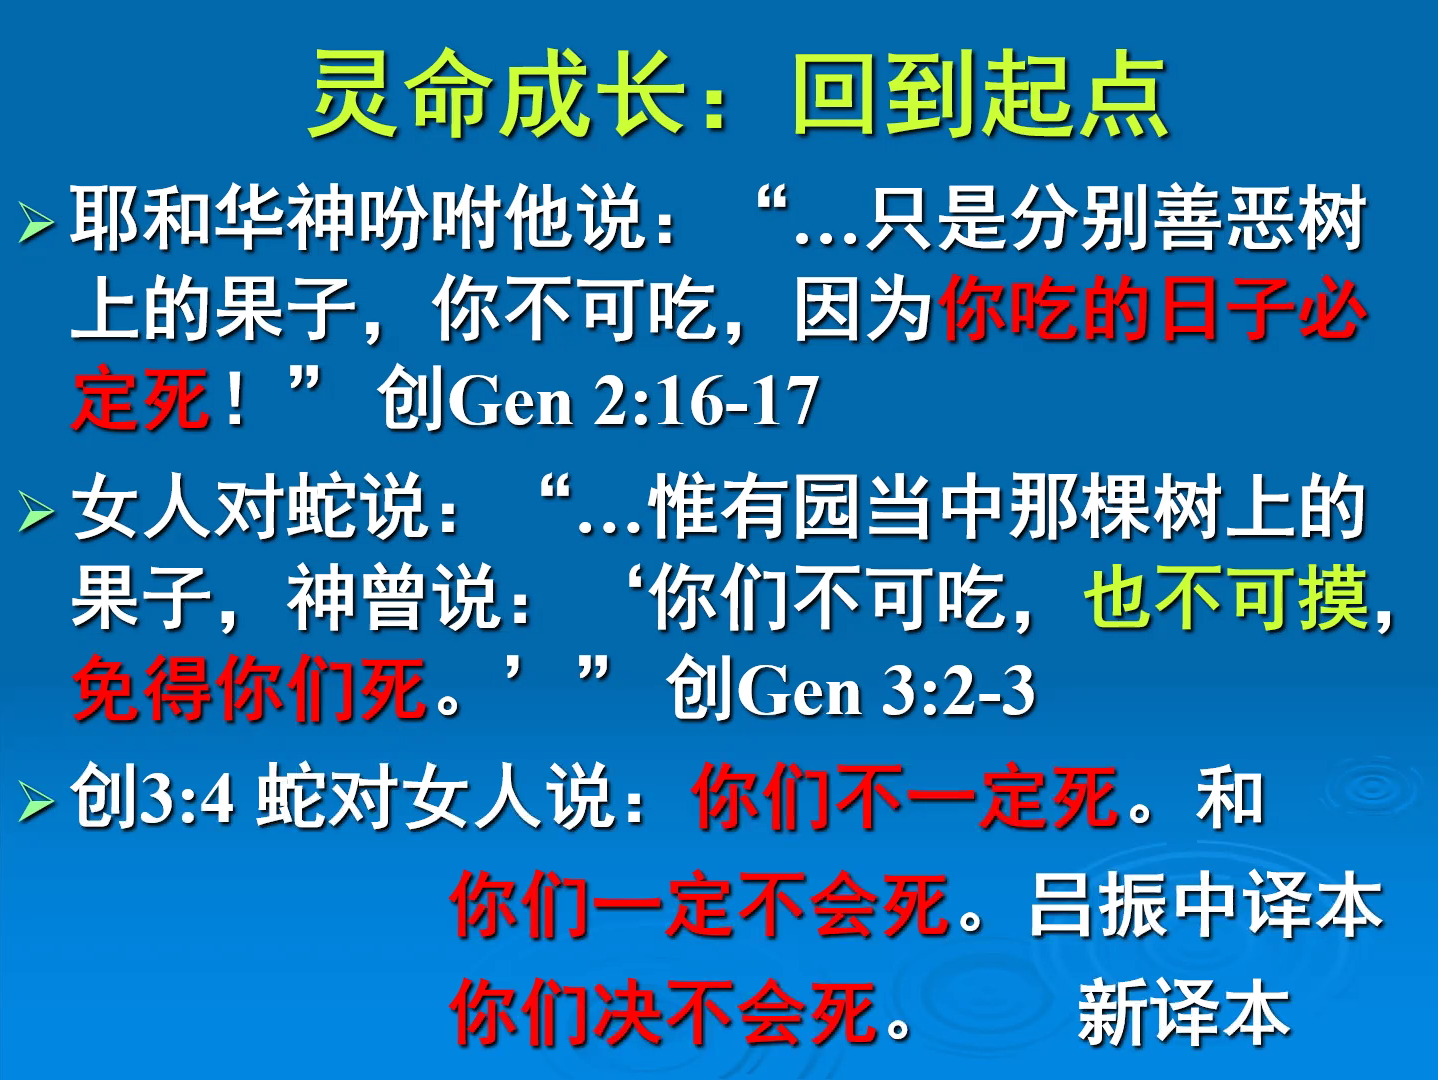 灵命成长：回到起点
耶和华神吩咐他说：“…只是分别善恶树
上的果子，你不可吃，因为你吃的日子必
定死！” 创Gen 2:16-17
女人对蛇说：“…惟有园当中那棵树上的
果子，神曾说：‘你们不可吃，也不可摸，
免得你们死。’” 创Gen 3:2-3
创3:4 蛇对女人说：你们不一定死。和
你们一定不会死。吕振中译本
你们决不会死。 新译本